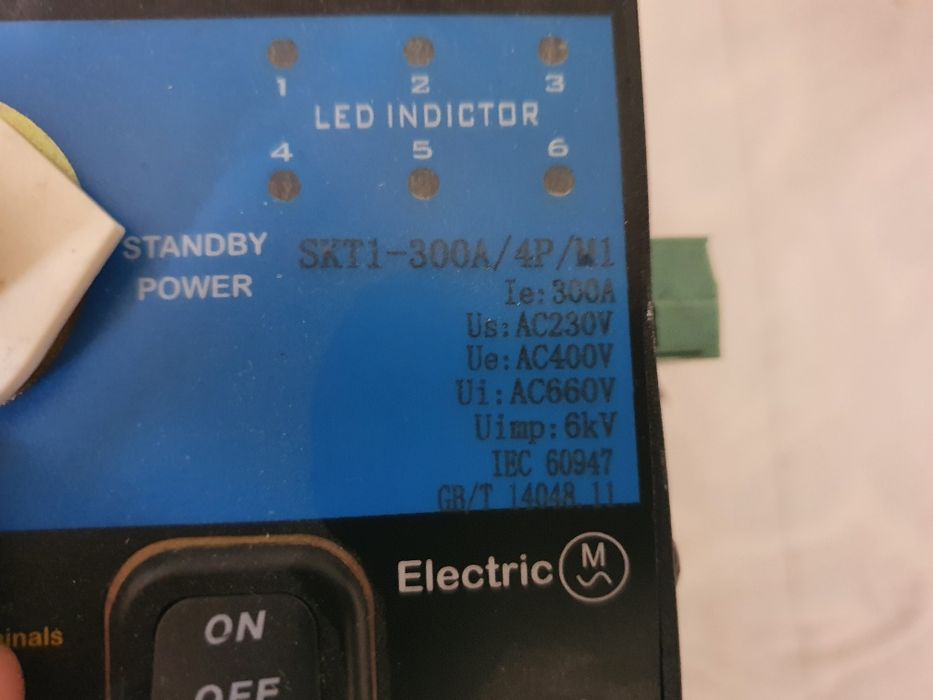 1 2 3
LED INDICTOR
4 5 6
STANDBY
POWER
SKT1-300A/4P/M1
Ie:300A
Us:AC230V
Ue:AC400V
Ui:AC660V
Uimp:6kV
IEC 60947
GB/T 14048.11
Electric M
ON
OFF